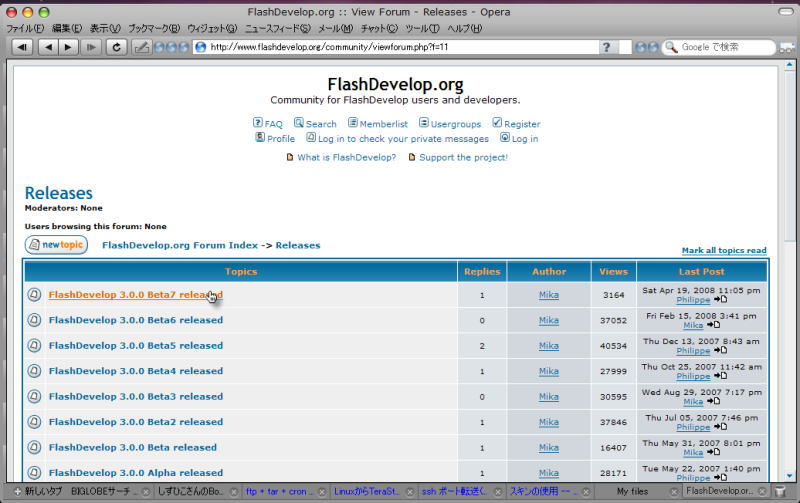 FlashDevelop.org :: View Forum - Releases - Opera
ファイル(F) 編集(E) 表示(V) ブックマーク(B) ウィジェット(G) ニュースフィード(S) メール(M) チャット(C) ツール(T) ヘルプ(H)
http://www.flashdevelop.org/community/viewforum.php?f=11 ? Google で検索
FlashDevelop.org
Community for FlashDevelop users and developers.
FAQ Search Memberlist Usergroups Register
Profile Log in to check your private messages Log in
What is FlashDevelop? Support the project!
Releases
Moderators: None
Users browsing this forum: None
newtopic FlashDevelop.org Forum Index -> Releases Mark all topics read
Topics Replies Author Views Last Post
FlashDevelop 3.0.0 Beta7 released 1 Mika 3164 Sat Apr 19, 2008 11:05 pm
Philippe
FlashDevelop 3.0.0 Beta6 released 0 Mika 37052 Fri Feb 15, 2008 3:41 pm
Mika
FlashDevelop 3.0.0 Beta5 released 2 Mika 40534 Thu Dec 13, 2007 8:43 am
Philippe
FlashDevelop 3.0.0 Beta4 released 1 Mika 27999 Thu Oct 25, 2007 11:42 am
Philippe
FlashDevelop 3.0.0 Beta3 released 0 Mika 30595 Wed Aug 29, 2007 7:17 pm
Mika
FlashDevelop 3.0.0 Beta2 released 1 Mika 37846 Thu Jul 05, 2007 7:46 pm
Philippe
FlashDevelop 3.0.0 Beta released 1 Mika 16407 Thu May 31, 2007 8:01 pm
Mika
FlashDevelop 3.0.0 Alpha released 1 Mika 28171 Tue May 22, 2007 1:40 pm
Philippe
新しいタブ BIGLOBEサーチ しずひこさんのBo... ftp + tar + cron LinuxからTeraSt... ssh ポート転送(... スキンの使用 -- ... My files FlashDevelop.or...